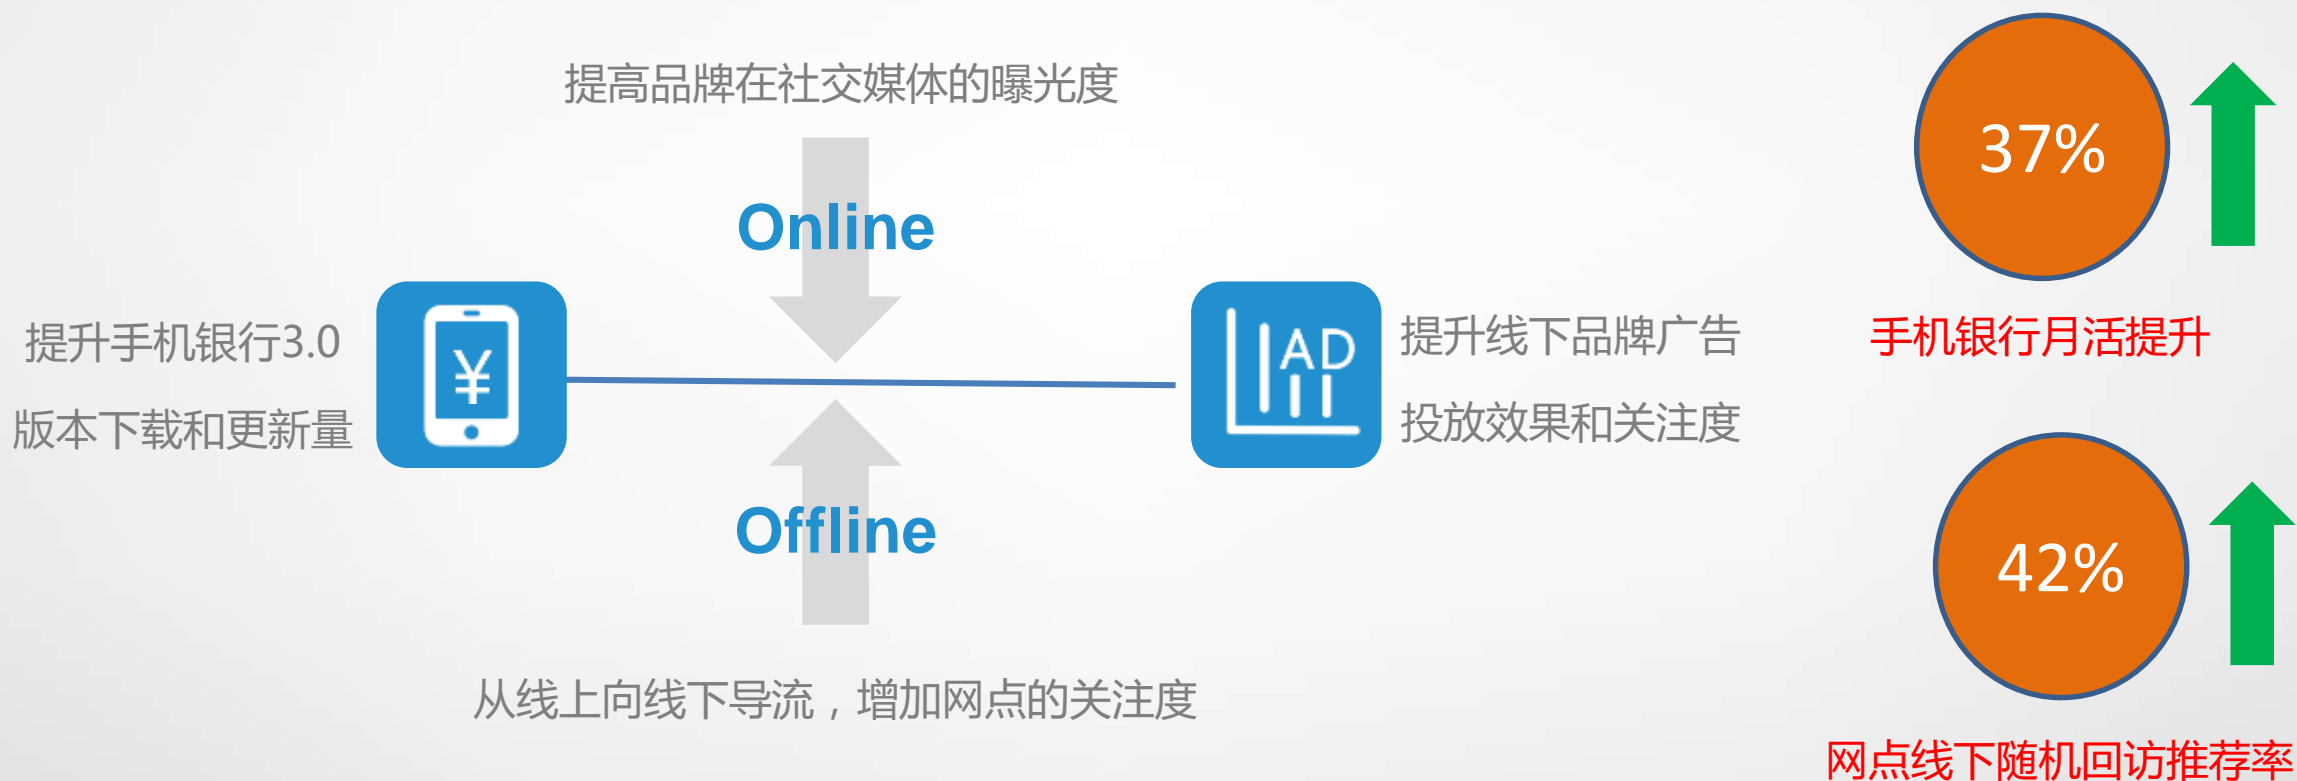 提高品牌在社交媒体的曝光度
Online
提升手机银行3.0
版本下载和更新量
¥
AD
提升线下品牌广告
投放效果和关注度
Offline
从线上向线下导流，增加网点的关注度
37%
手机银行月活提升
42%
网点线下随机回访推荐率